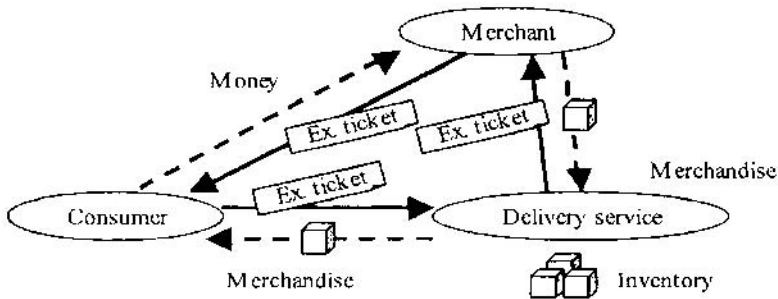 Merchant
Money
Ex. ticket
Ex. ticket
Merchandise
Ex. ticket
Consumer
Delivery service
Merchandise
Inventory